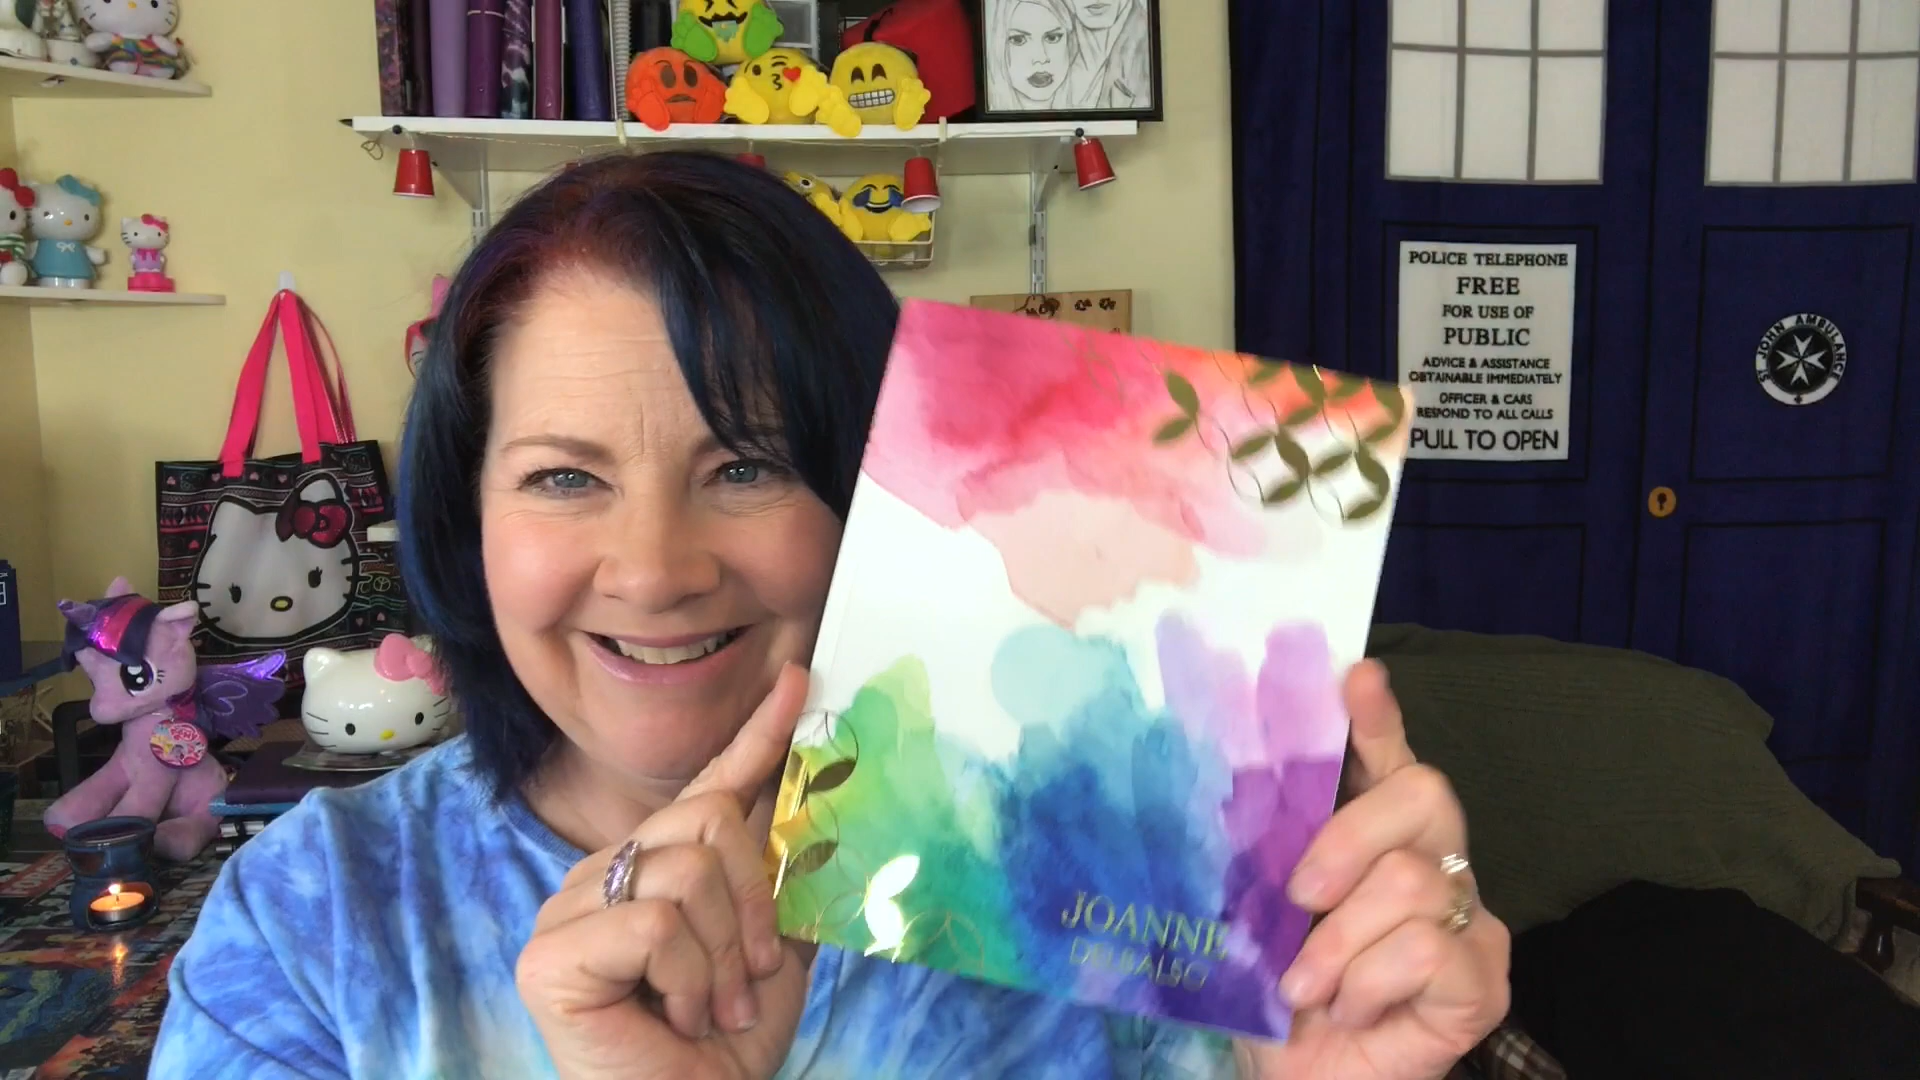 POLICE TELEPHONE
FREE
FOR USE OF
PUBLIC
ADVICE & ASSISTANCE
OBTAINABLE IMMEDIATELY
OFFICER & CARS
RESPOND TO ALL CALLS
PULL TO OPEN
ST JOHN AMBULANCE
JOANNE
DELBALSO